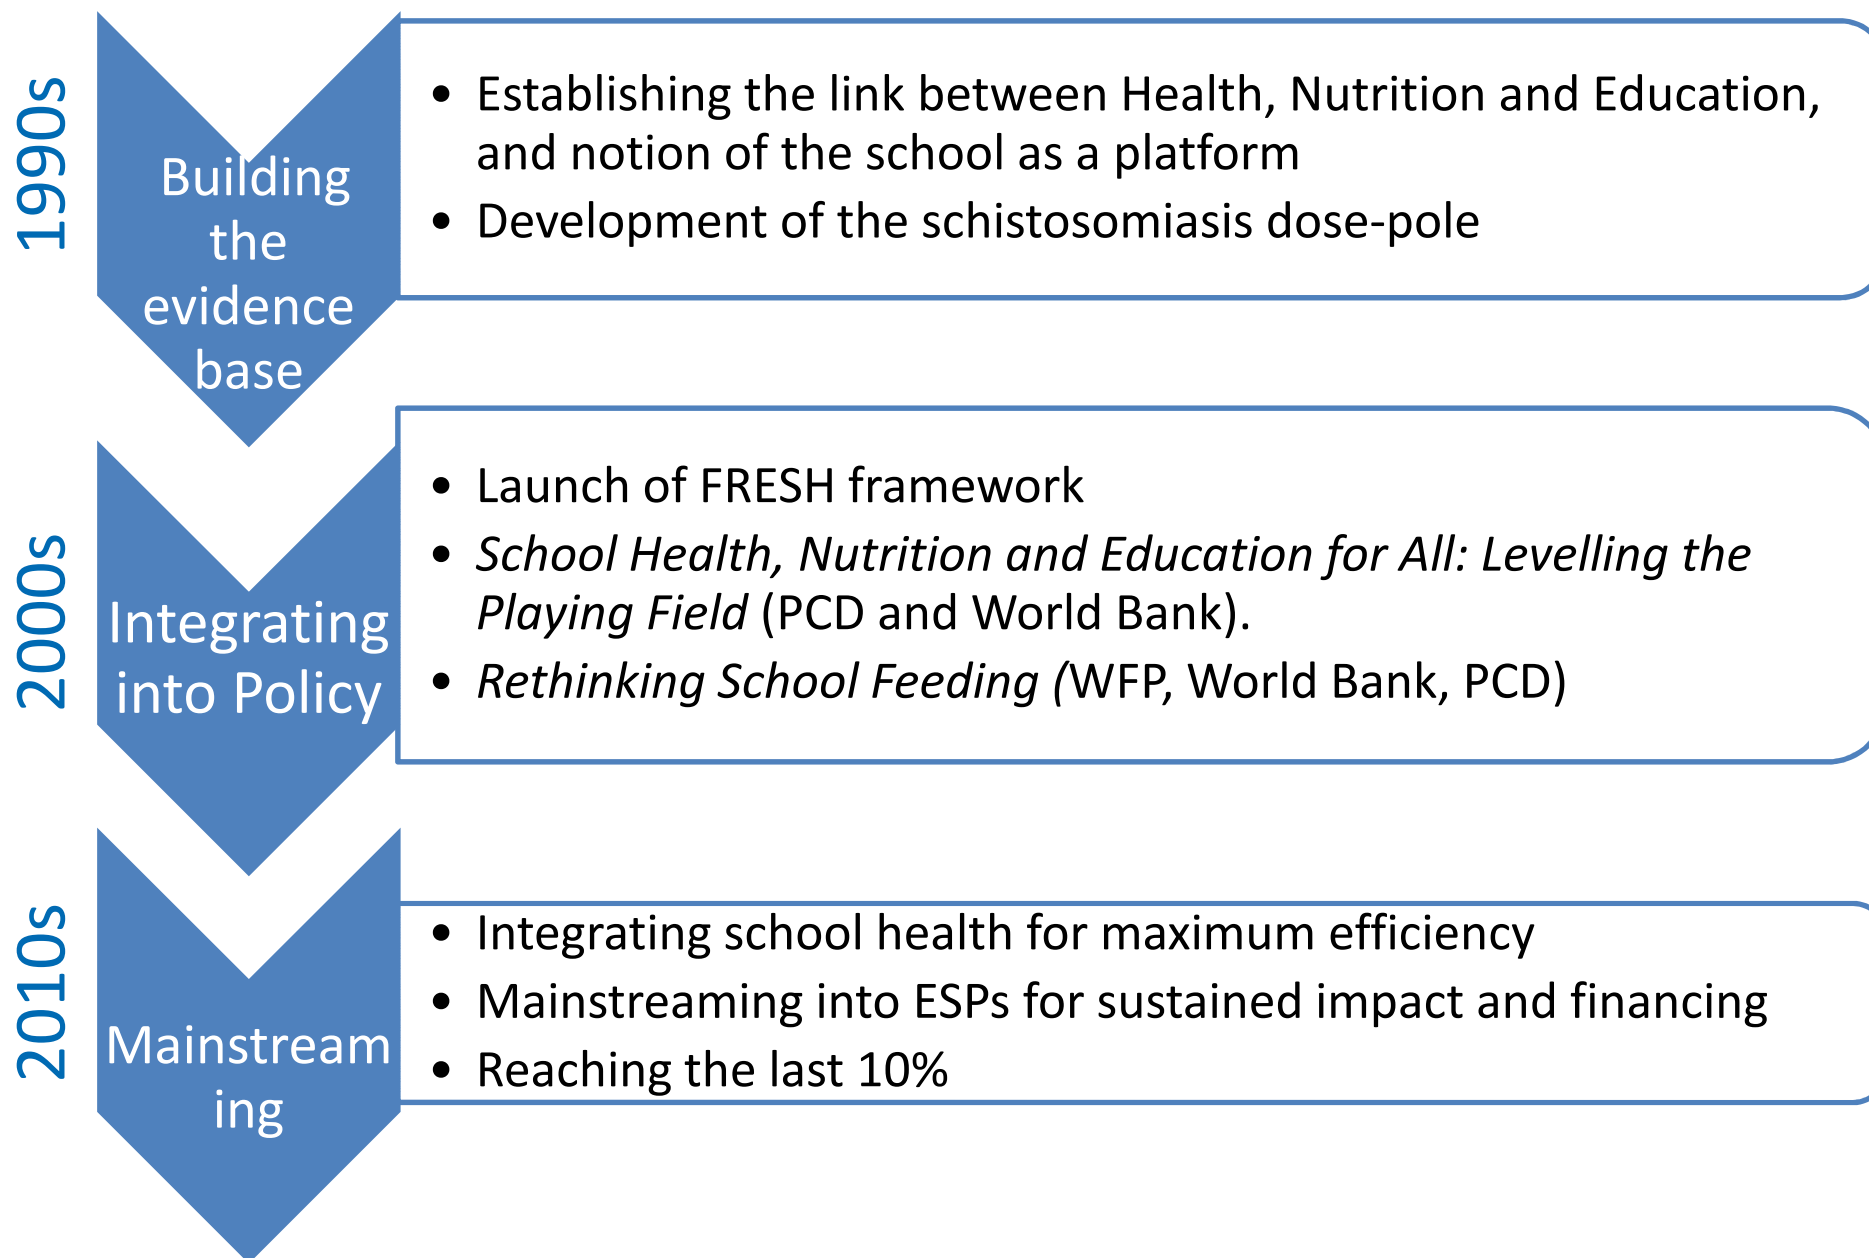 1990s
Building
the
evidence
base
• Establishing the link between Health, Nutrition and Education,
and notion of the school as a platform
• Development of the schistosomiasis dose-pole
2000s
Integrating
into Policy
• Launch of FRESH framework
• School Health, Nutrition and Education for All: Levelling the
Playing Field (PCD and World Bank).
• Rethinking School Feeding (WFP, World Bank, PCD)
2010s
Mainstream
ing
• Integrating school health for maximum efficiency
• Mainstreaming into ESPs for sustained impact and financing
• Reaching the last 10%